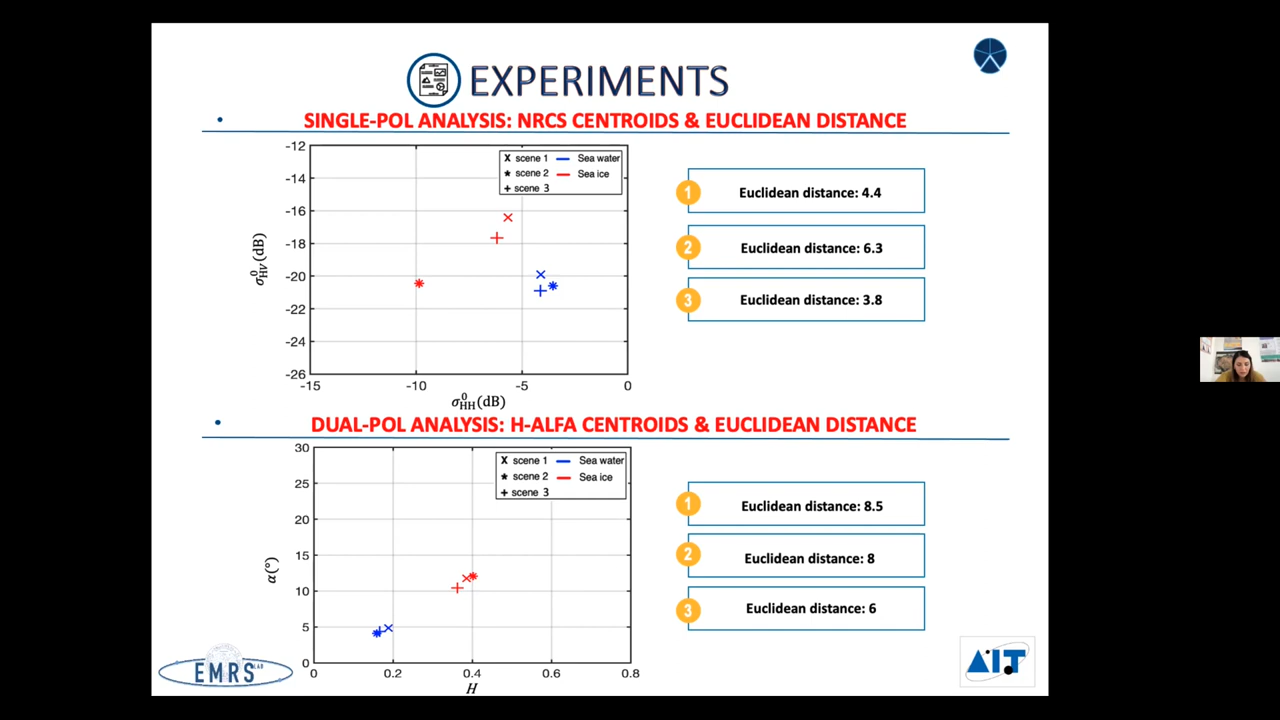 EXPERIMENTS
• SINGLE-POL ANALYSIS: NRCS CENTROIDS & EUCLIDEAN DISTANCE
-12
-14
-16
-18
-20
-22
-24
-26
σ⁰HV(dB)
× scene 1 Sea water
* scene 2 Sea ice
+ scene 3
-15 -10 -5 0
σ⁰HH(dB)
1 Euclidean distance: 4.4
2 Euclidean distance: 6.3
3 Euclidean distance: 3.8
• DUAL-POL ANALYSIS: H-ALFA CENTROIDS & EUCLIDEAN DISTANCE
30
25
20
15
10
5
0
α(°)
× scene 1 Sea water
* scene 2 Sea ice
+ scene 3
0 0.2 0.4 0.6 0.8
H
1 Euclidean distance: 8.5
2 Euclidean distance: 8
3 Euclidean distance: 6
EMRS LAB
AIT